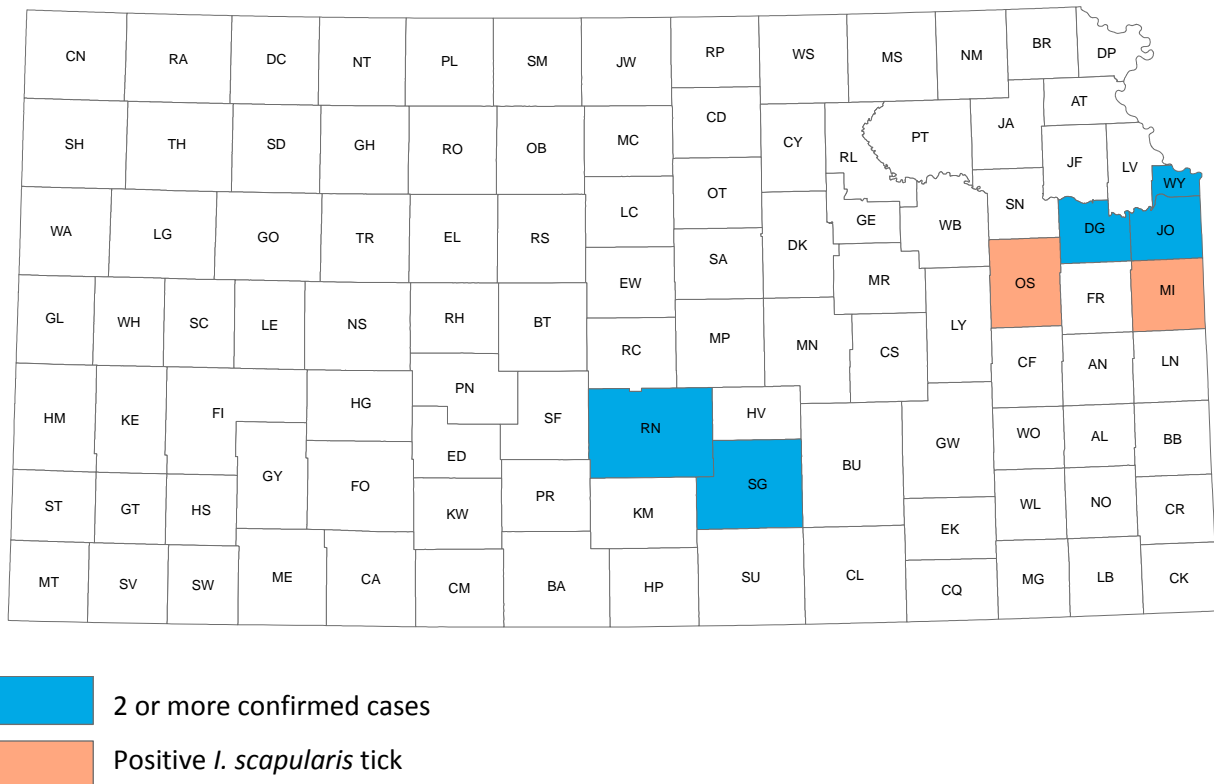 CN RA DC NT PL SM JW RP WS MS NM BR DP
SH TH SD GH RO OB MC CD CY RL PT JA AT
JF LV WY
WA LG GO TR EL RS LC OT DK GE WB SN DG JO
EW SA MR OS FR MI
GL WH SC LE NS RH BT RC MP MN CS LY CF AN LN
HM KE FI HG PN SF RN HV BU GW WO AL BB
GY ED
ST GT HS FO KW PR KM SG EK WL NO CR
MT SV SW ME CA CM BA HP SU CL CQ MG LB CK
2 or more confirmed cases
Positive I. scapularis tick